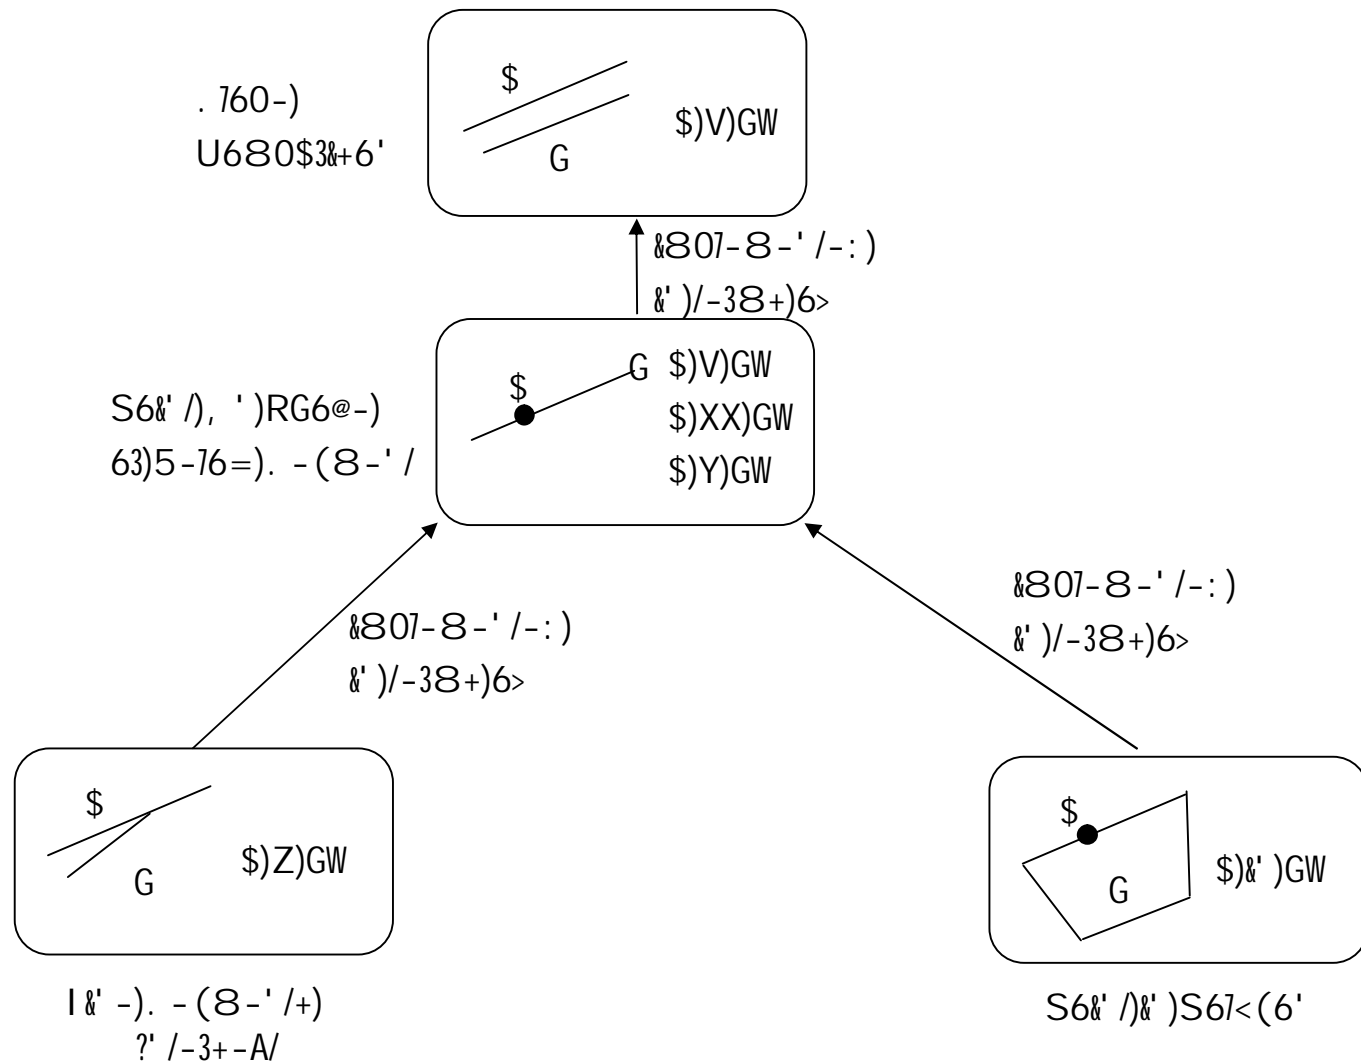 $
G
$)V)GW
. 760-)
U680$3&+6'
&807-8-'/-:)
&')/-38+)6>
$
G
$)V)GW
$)XX)GW
$)Y)GW
S6&'/), ')RG6@-)
63)5-76=). -(8-'/
&807-8-'/-:)
&')/-38+)6>
&807-8-'/-:)
&')/-38+)6>
$
G
$)Z)GW
$
G
$)&')GW
I&'-). -(8-'/+)
?'/-3+-A/
S6&'/)&')S67<(6'